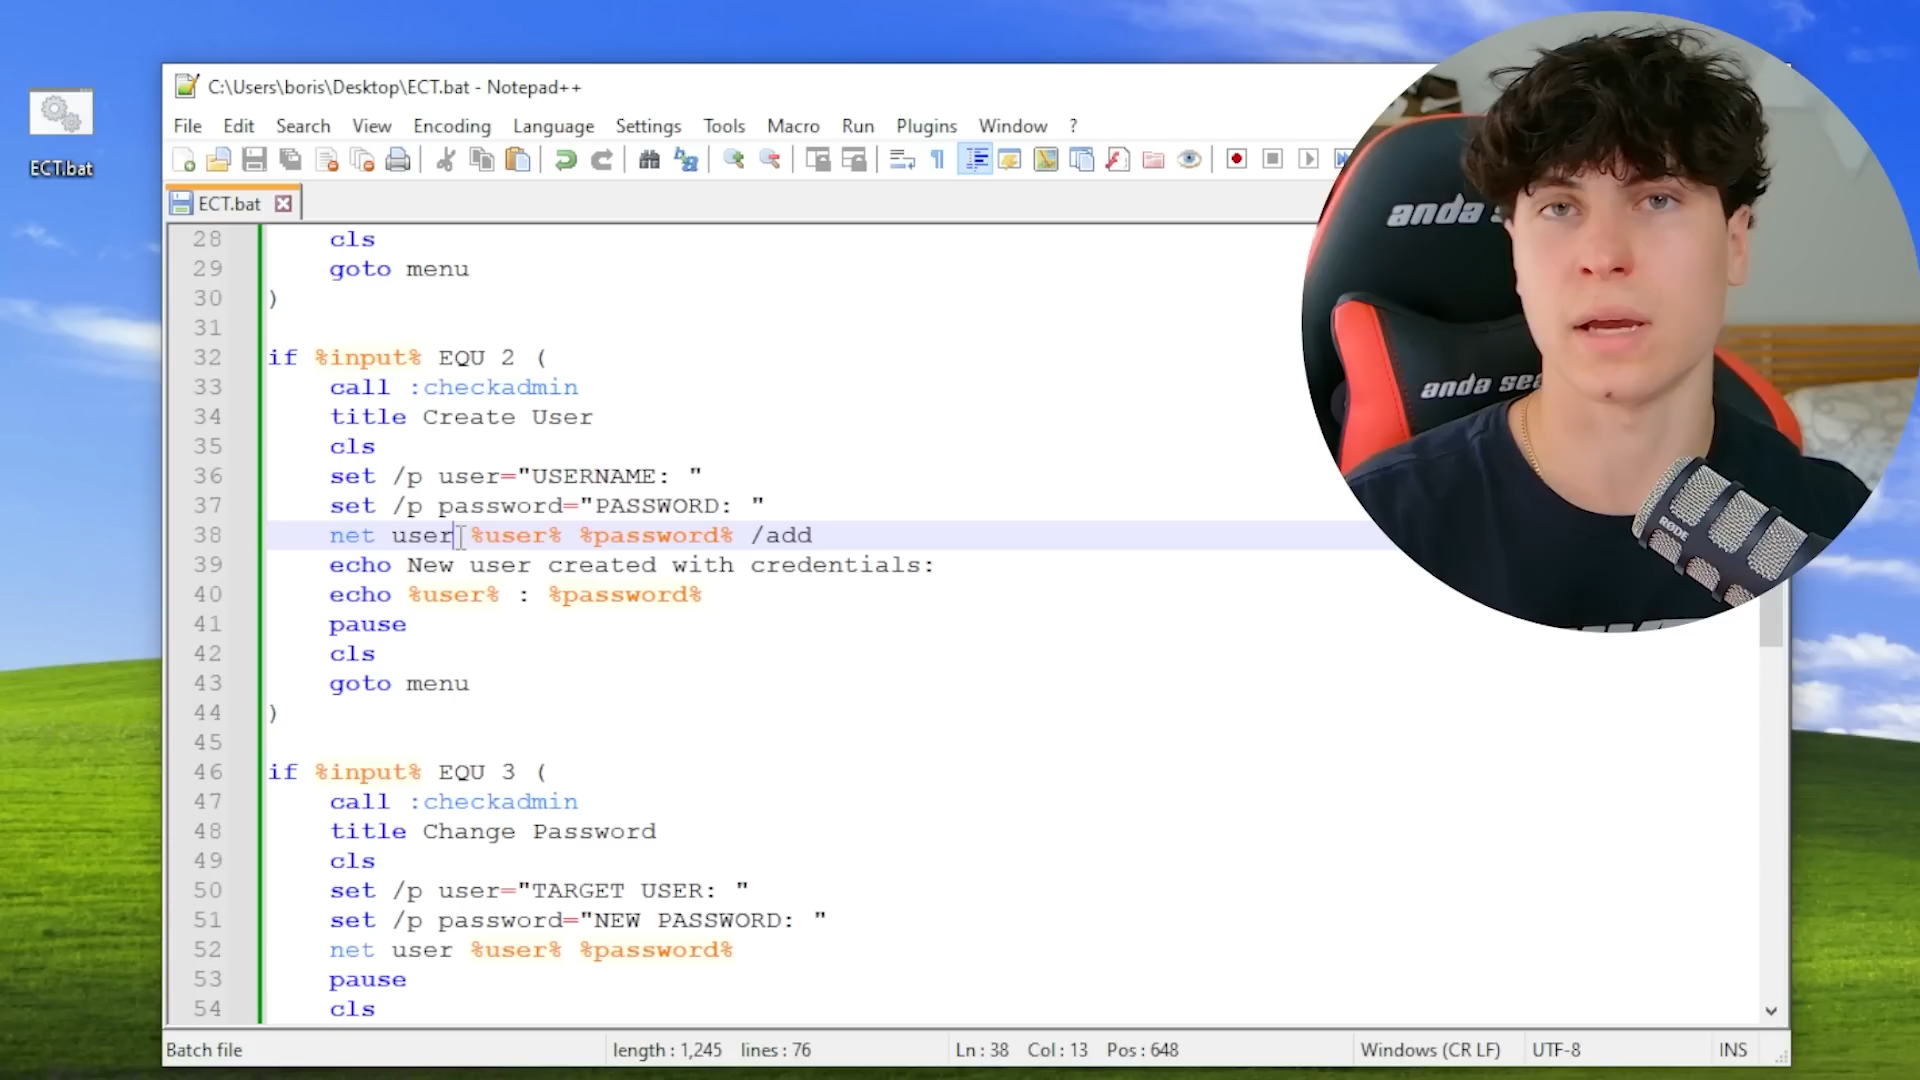 ECT.bat
C:\Users\boris\Desktop\ECT.bat - Notepad++
File Edit Search View Encoding Language Settings Tools Macro Run Plugins Window ?
ECT.bat
28 cls
29 goto menu
30 )
31
32 if %input% EQU 2 (
33 call :checkadmin
34 title Create User
35 cls
36 set /p user="USERNAME: "
37 set /p password="PASSWORD: "
38 net user %user% %password% /add
39 echo New user created with credentials:
40 echo %user% : %password%
41 pause
42 cls
43 goto menu
44 )
45
46 if %input% EQU 3 (
47 call :checkadmin
48 title Change Password
49 cls
50 set /p user="TARGET USER: "
51 set /p password="NEW PASSWORD: "
52 net user %user% %password%
53 pause
54 cls
Batch file length : 1,245 lines : 76 Ln : 38 Col : 13 Pos : 648 Windows (CR LF) UTF-8 INS
anda
anda
RØDE